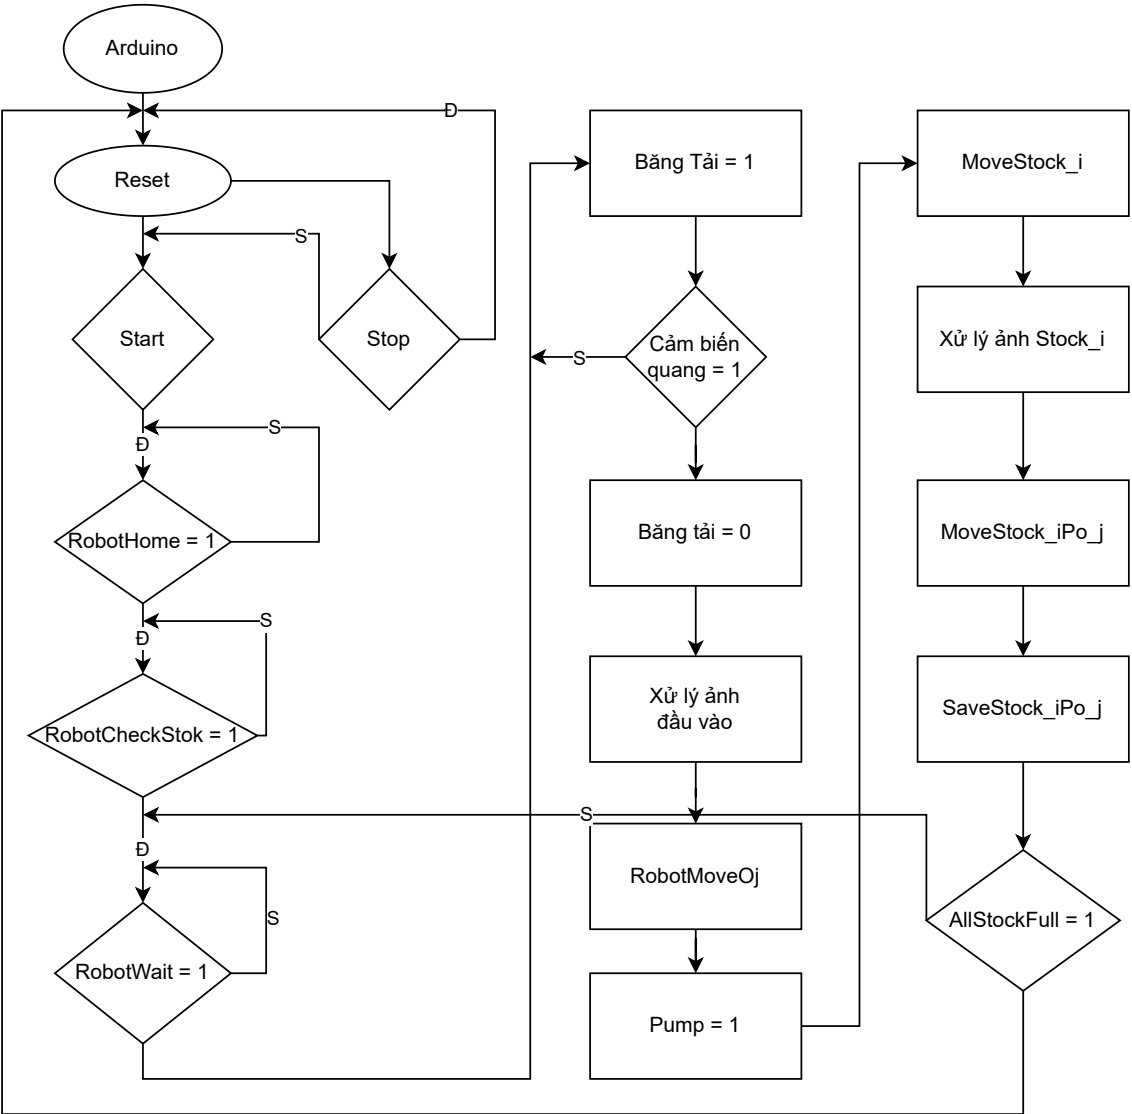 Arduino
Đ
Reset
S
Start
Stop
S
Đ
RobotHome = 1
S
Đ
RobotCheckStok = 1
S
Đ
S
RobotWait = 1
Băng Tải = 1
Cảm biến
quang = 1
S
Băng tải = 0
Xử lý ảnh
đầu vào
RobotMoveOj
Pump = 1
MoveStock_i
Xử lý ảnh Stock_i
MoveStock_iPo_j
SaveStock_iPo_j
AllStockFull = 1